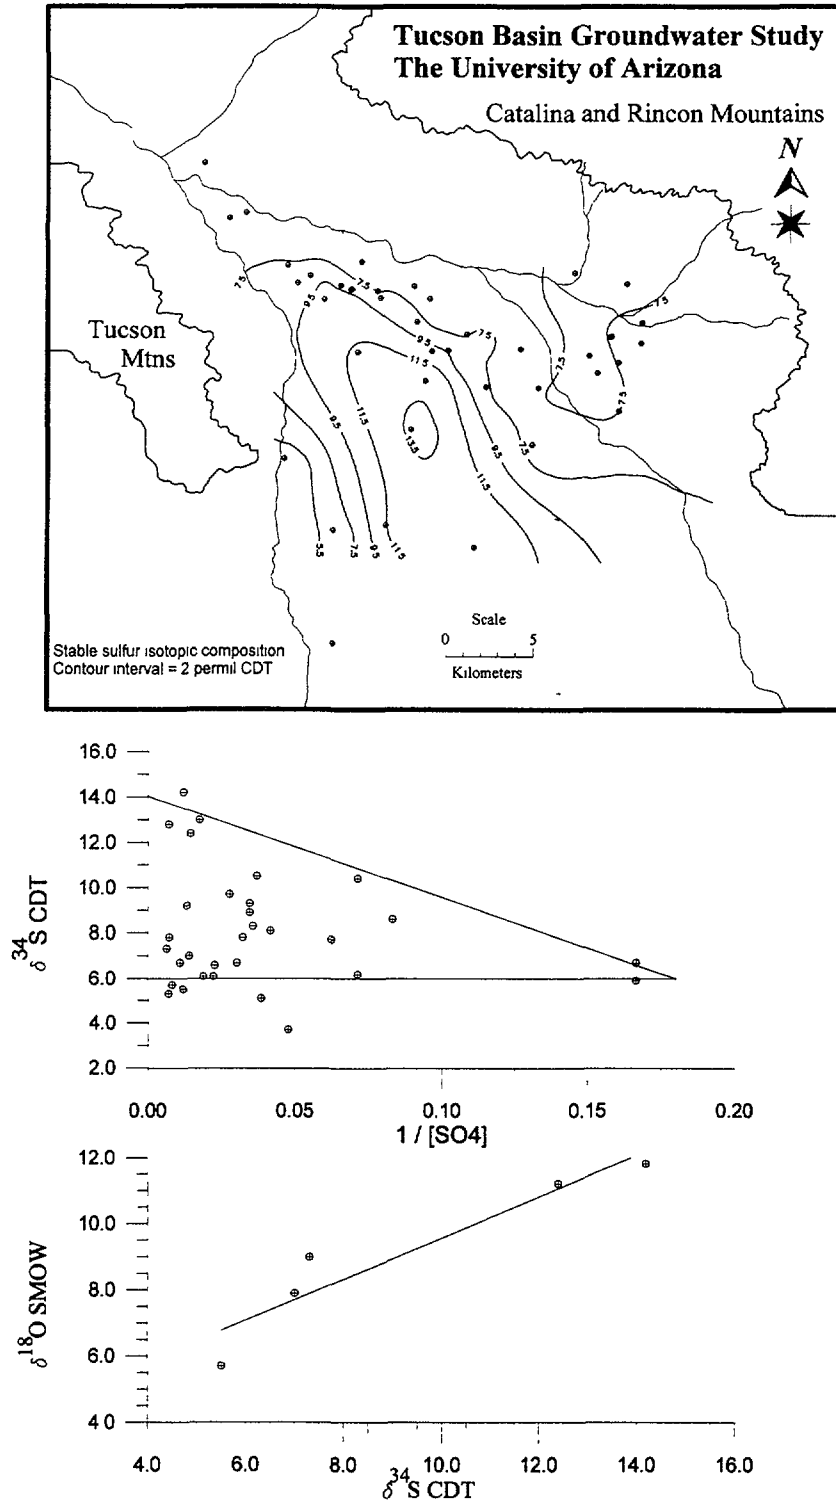 Tucson Basin Groundwater Study
The University of Arizona
Catalina and Rincon Mountains
N
7.5
7.5
7.5
9.5
7.5
9.5
Tucson
Mtns
11.5
7.5
7.5
11.5
9.5
13.5
9.5
7.5
11.5
5.5
7.5
9.5
11.5
Scale
0 5
Kilometers
Stable sulfur isotopic composition
Contour interval = 2 permil CDT
16.0
14.0
12.0
10.0
8.0
6.0
4.0
2.0
δ34S CDT
0.00 0.05 0.10 0.15 0.20
1 / [SO4]
12.0
10.0
8.0
6.0
4.0
δ18O SMOW
4.0 6.0 8.0 10.0 12.0 14.0 16.0
δ34S CDT